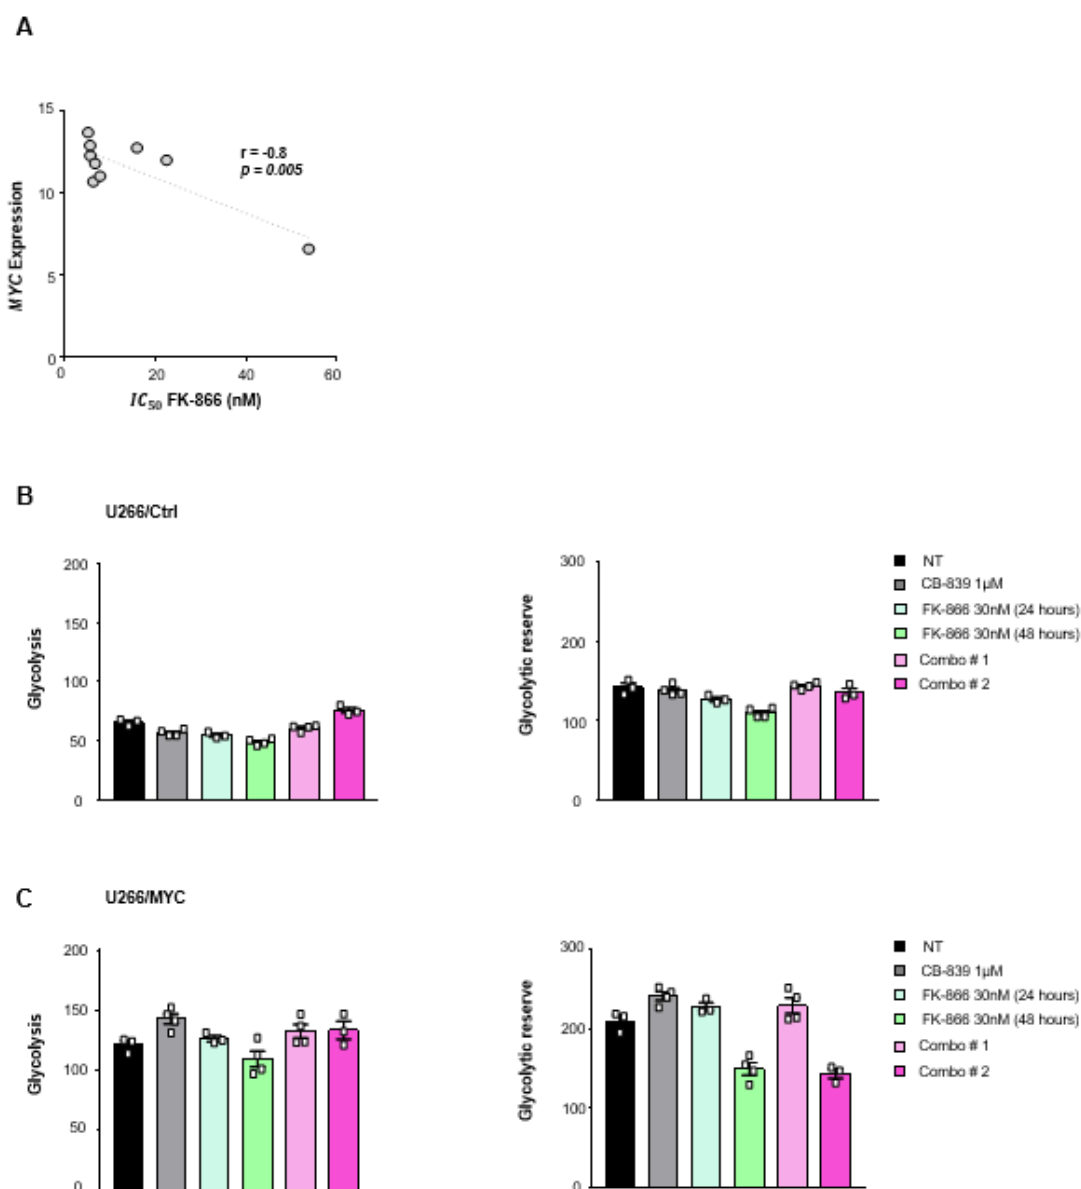 A
15
10
5
0
MYC Expression
r = -0.8
p = 0.005
0 20 40 60
IC50 FK-866 (nM)
B
U266/Ctrl
200
150
100
50
0
Glycolysis
300
200
100
0
Glycolytic reserve
NT
CB-839 1µM
FK-866 30nM (24 hours)
FK-866 30nM (48 hours)
Combo # 1
Combo # 2
C
U266/MYC
200
150
100
50
0
Glycolysis
300
200
100
0
Glycolytic reserve
NT
CB-839 1µM
FK-866 30nM (24 hours)
FK-866 30nM (48 hours)
Combo # 1
Combo # 2